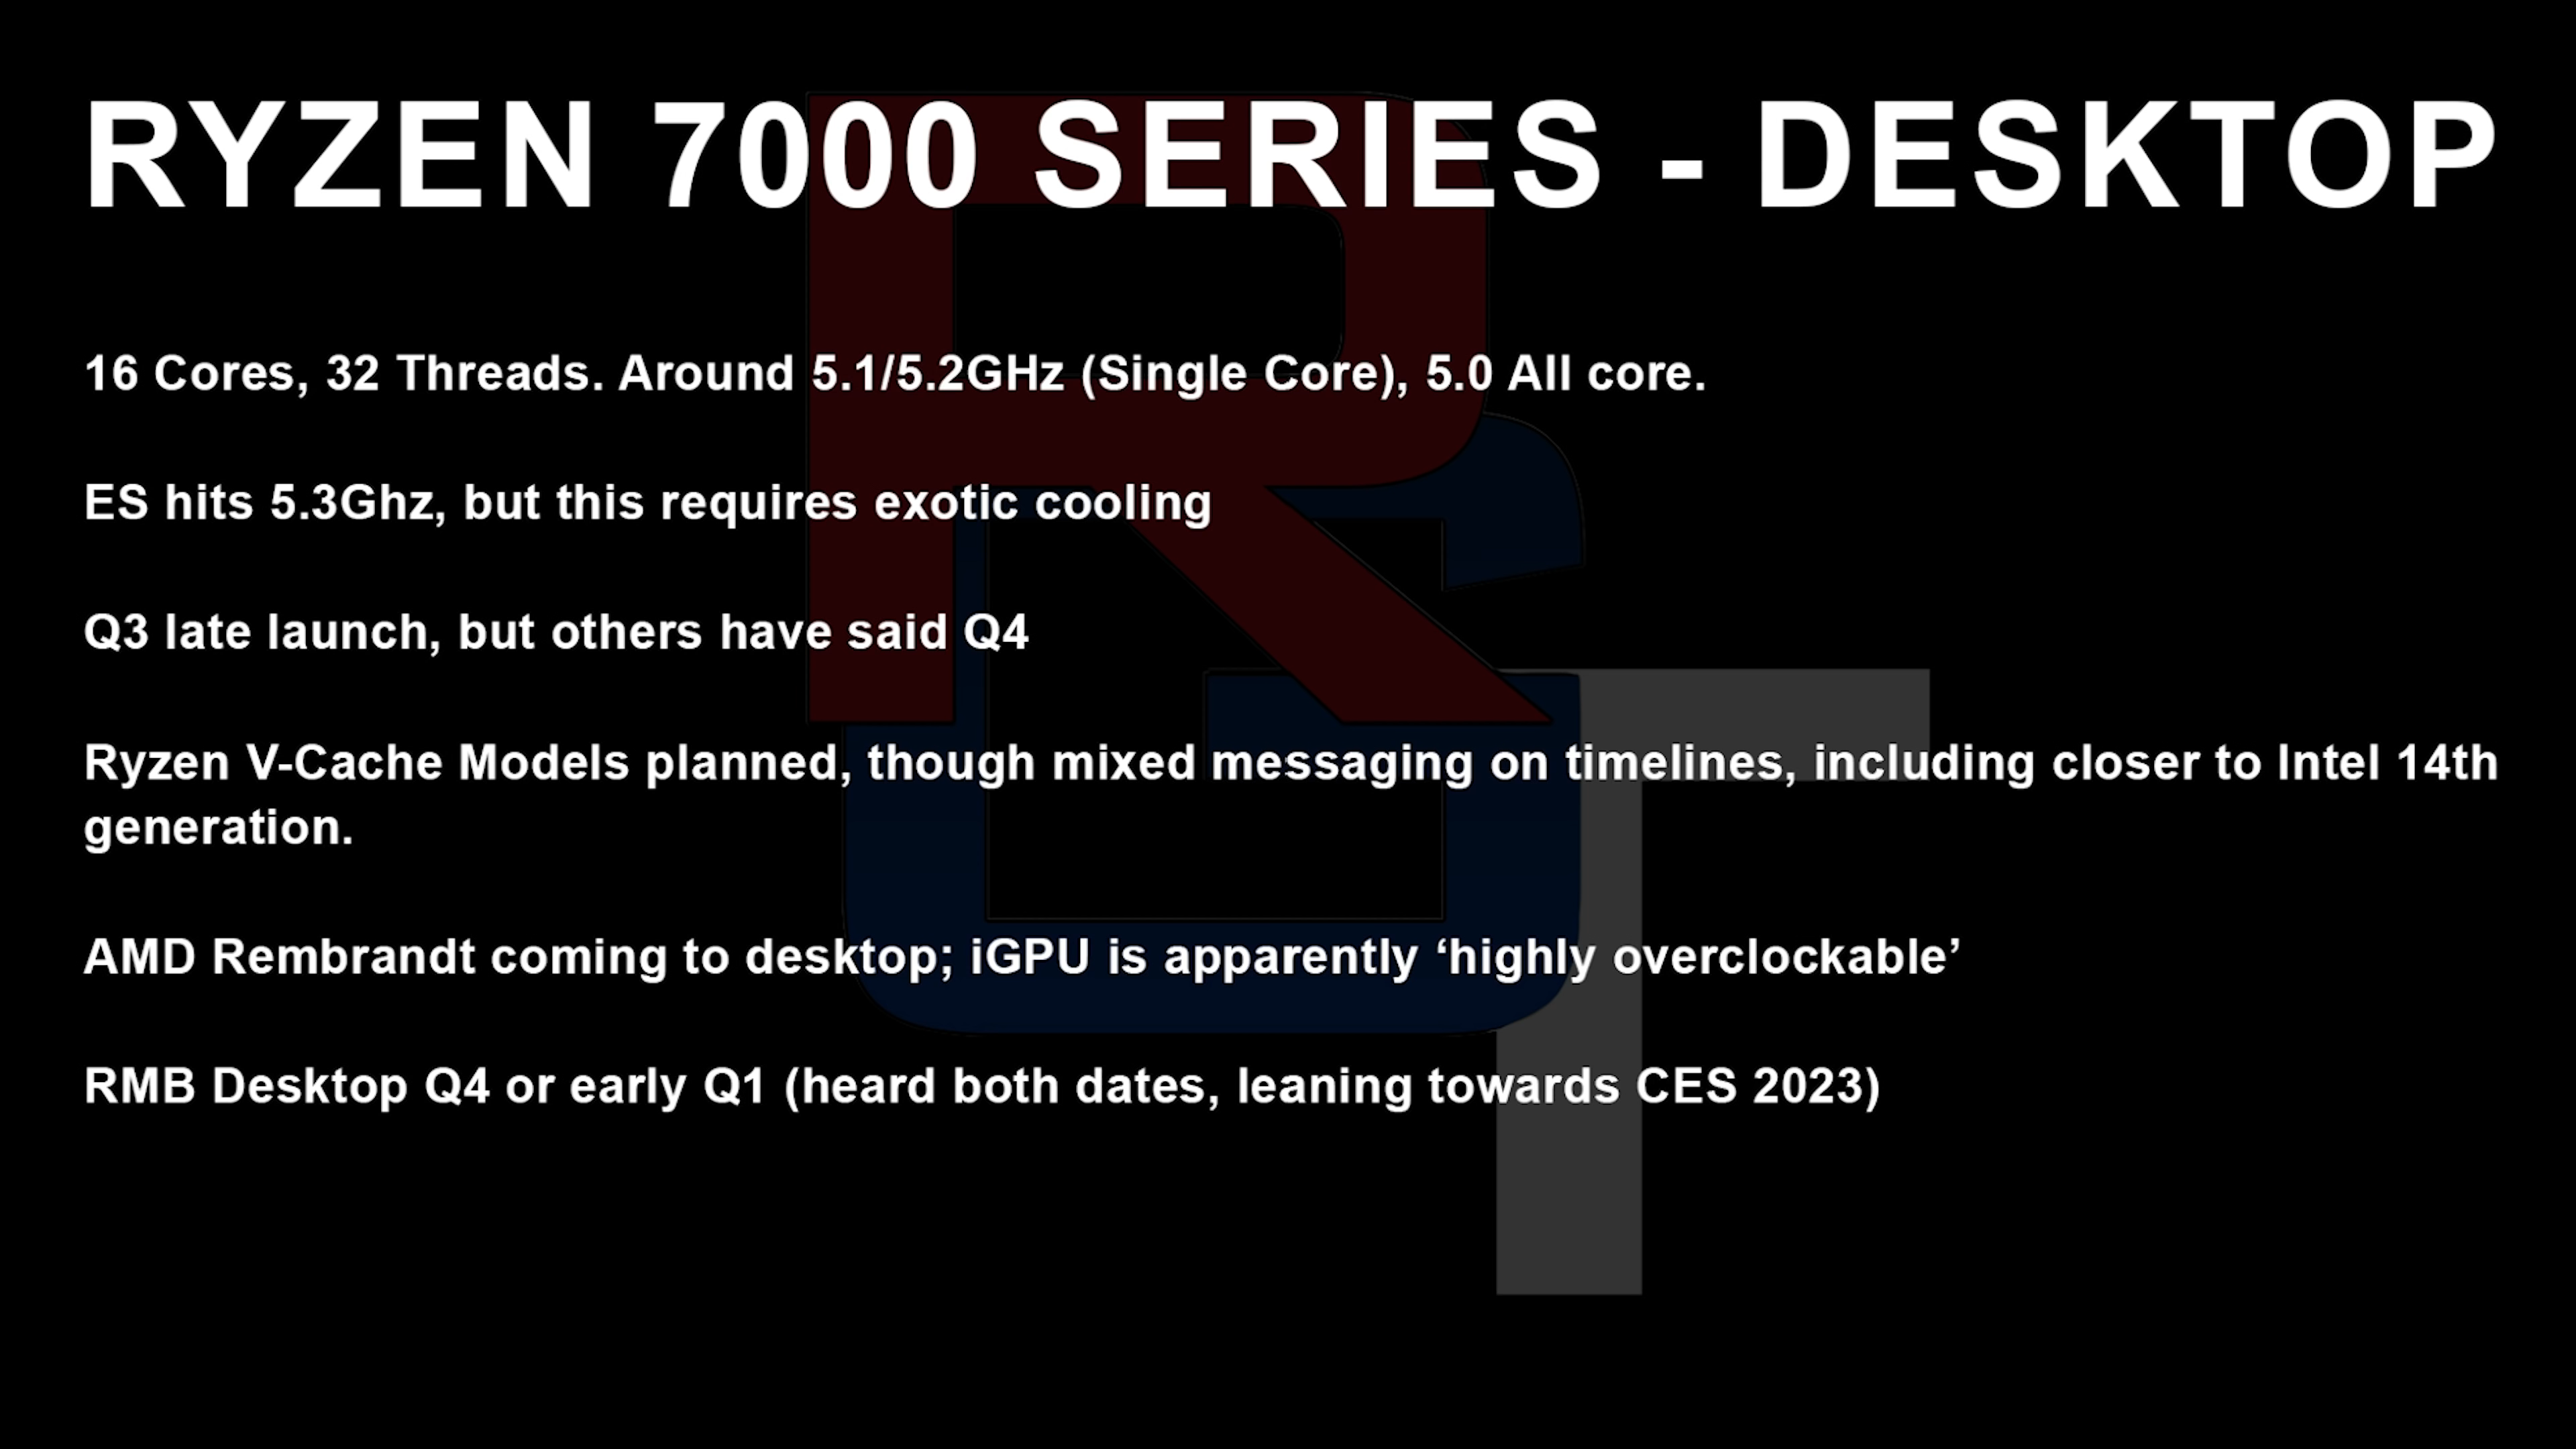 RYZEN 7000 SERIES - DESKTOP
16 Cores, 32 Threads. Around 5.1/5.2GHz (Single Core), 5.0 All core.
ES hits 5.3Ghz, but this requires exotic cooling
Q3 late launch, but others have said Q4
Ryzen V-Cache Models planned, though mixed messaging on timelines, including closer to Intel 14th
generation.
AMD Rembrandt coming to desktop; iGPU is apparently ‘highly overclockable’
RMB Desktop Q4 or early Q1 (heard both dates, leaning towards CES 2023)
RGT